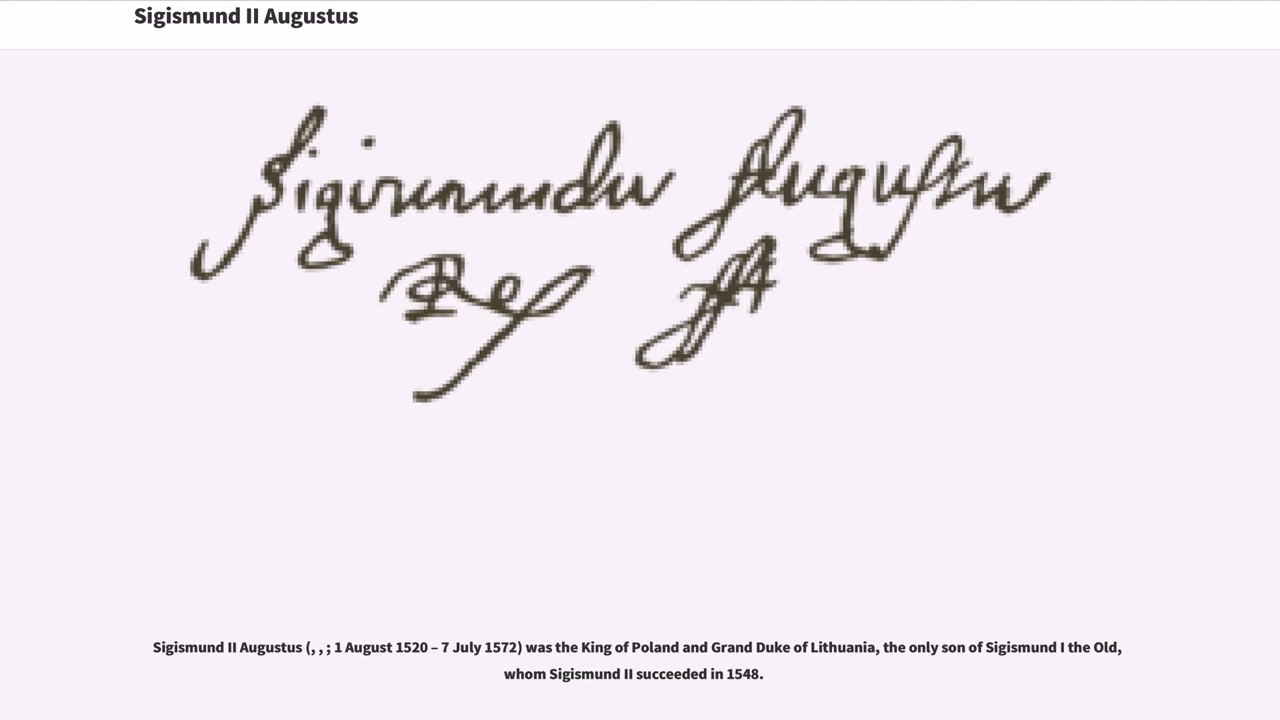 Sigismund II Augustus
Sigismundus Augustus
Rex
Sigismund II Augustus (, , ; 1 August 1520 – 7 July 1572) was the King of Poland and Grand Duke of Lithuania, the only son of Sigismund I the Old,
whom Sigismund II succeeded in 1548.